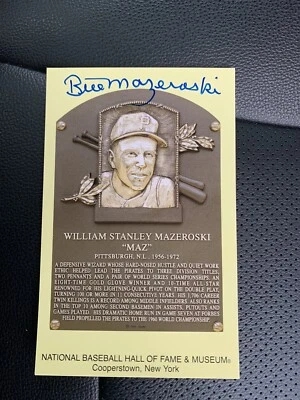 Bill Mazeroski
P
WILLIAM STANLEY MAZEROSKI
"MAZ"
PITTSBURGH, N.L., 1956-1972
A DEFENSIVE WIZARD WHOSE HARD-NOSED HUSTLE AND QUIET WORK
ETHIC HELPED LEAD THE PIRATES TO THREE DIVISION TITLES,
TWO PENNANTS AND A PAIR OF WORLD SERIES CHAMPIONSHIPS. AN
EIGHT-TIME GOLD GLOVE WINNER AND 10-TIME ALL-STAR
RENOWNED FOR HIS LIGHTNING-QUICK PIVOT ON THE DOUBLE PLAY,
TURNING 100 OR MORE IN 11 CONSECUTIVE YEARS. HIS 1,706 CAREER
TWIN KILLINGS IS A RECORD AMONG MIDDLE INFIELDERS. ALSO RANKS
IN THE TOP 10 AMONG SECOND BASEMEN IN ASSISTS, PUTOUTS AND
GAMES PLAYED. HIS DRAMATIC HOME RUN IN GAME SEVEN AT FORBES
FIELD PROPELLED THE PIRATES TO THE 1960 WORLD CHAMPIONSHIP.
NATIONAL BASEBALL HALL OF FAME & MUSEUM®
Cooperstown, New York